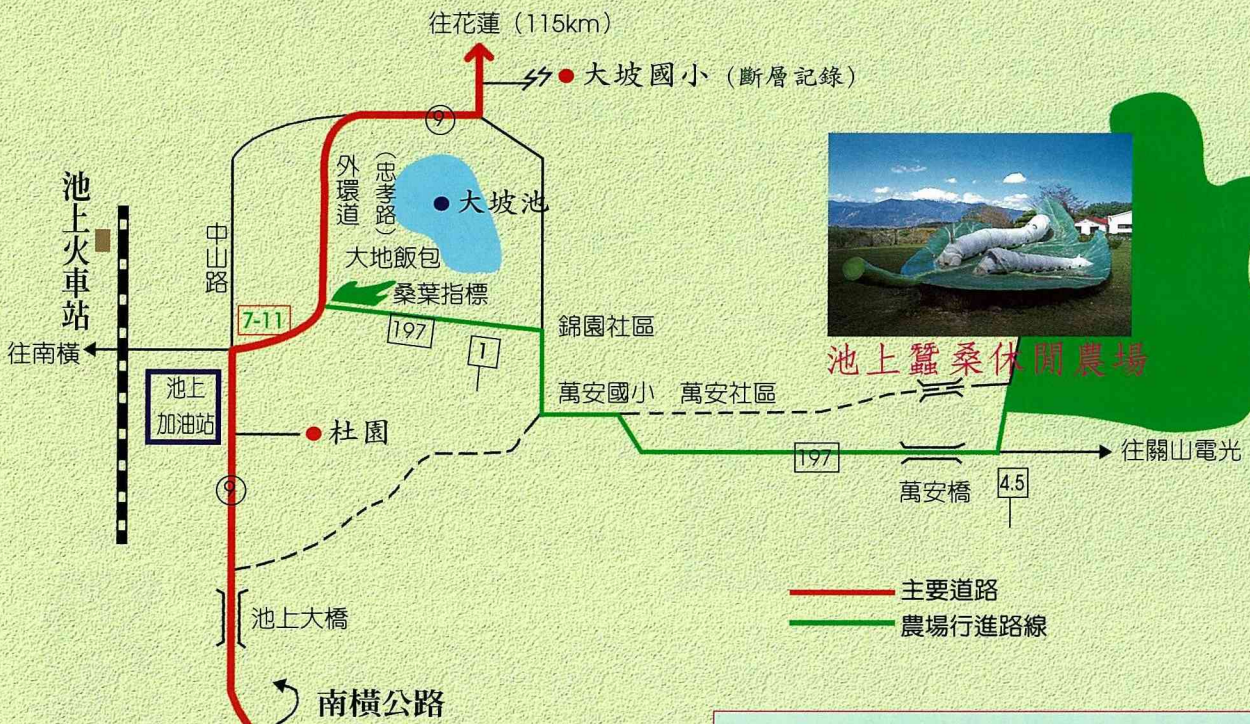 往花蓮（115km）
大坡國小（斷層記錄）
9
外環道
（忠孝路）
大坡池
池上火車站
中山路
大地飯包
桑葉指標
7-11
197
1
錦園社區
往南橫
池上蠶桑休閒農場
池上
加油站
萬安國小
萬安社區
杜園
197
往關山電光
萬安橋
4.5
9
主要道路
農場行進路線
池上大橋
南橫公路